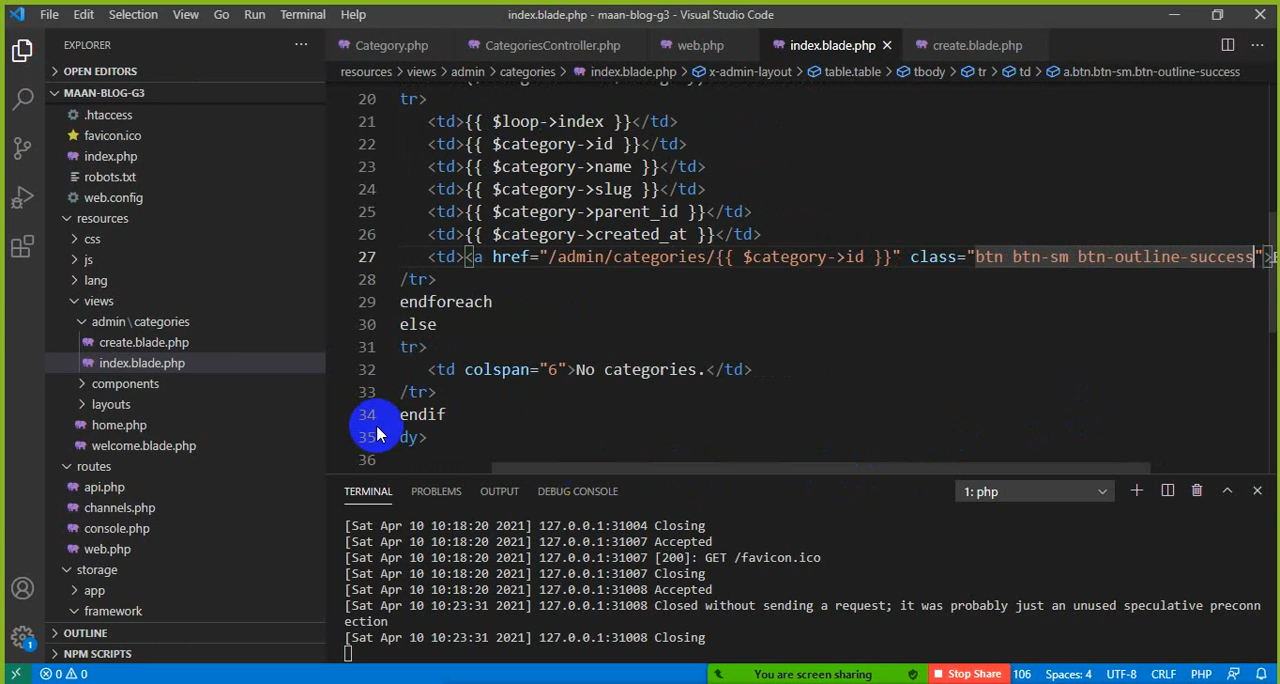 File Edit Selection View Go Run Terminal Help index.blade.php - maan-blog-g3 - Visual Studio Code
EXPLORER
Category.php CategoriesController.php web.php index.blade.php create.blade.php
OPEN EDITORS
resources > views > admin > categories > index.blade.php > x-admin-layout > table.table > tbody > tr > td > a.btn.btn-sm.btn-outline-success
MAAN-BLOG-G3
.htaccess
favicon.ico
index.php
robots.txt
web.config
resources
css
js
lang
views
admin\categories
create.blade.php
index.blade.php
components
layouts
home.php
welcome.blade.php
routes
api.php
channels.php
console.php
web.php
storage
app
framework
OUTLINE
NPM SCRIPTS
20 tr>
21 <td>{{ $loop->index }}</td>
22 <td>{{ $category->id }}</td>
23 <td>{{ $category->name }}</td>
24 <td>{{ $category->slug }}</td>
25 <td>{{ $category->parent_id }}</td>
26 <td>{{ $category->created_at }}</td>
27 <td><a href="/admin/categories/{{ $category->id }}" class="btn btn-sm btn-outline-success">E
28 /tr>
29 endforeach
30 else
31 tr>
32 <td colspan="6">No categories.</td>
33 /tr>
34 endif
35 dy>
36
TERMINAL PROBLEMS OUTPUT DEBUG CONSOLE 1: php
[Sat Apr 10 10:18:20 2021] 127.0.0.1:31004 Closing
[Sat Apr 10 10:18:20 2021] 127.0.0.1:31007 Accepted
[Sat Apr 10 10:18:20 2021] 127.0.0.1:31007 [200]: GET /favicon.ico
[Sat Apr 10 10:18:20 2021] 127.0.0.1:31007 Closing
[Sat Apr 10 10:18:20 2021] 127.0.0.1:31008 Accepted
[Sat Apr 10 10:23:31 2021] 127.0.0.1:31008 Closed without sending a request; it was probably just an unused speculative preconn
ection
[Sat Apr 10 10:23:31 2021] 127.0.0.1:31008 Closing
1
0 0 You are screen sharing Stop Share 106 Spaces: 4 UTF-8 CRLF PHP